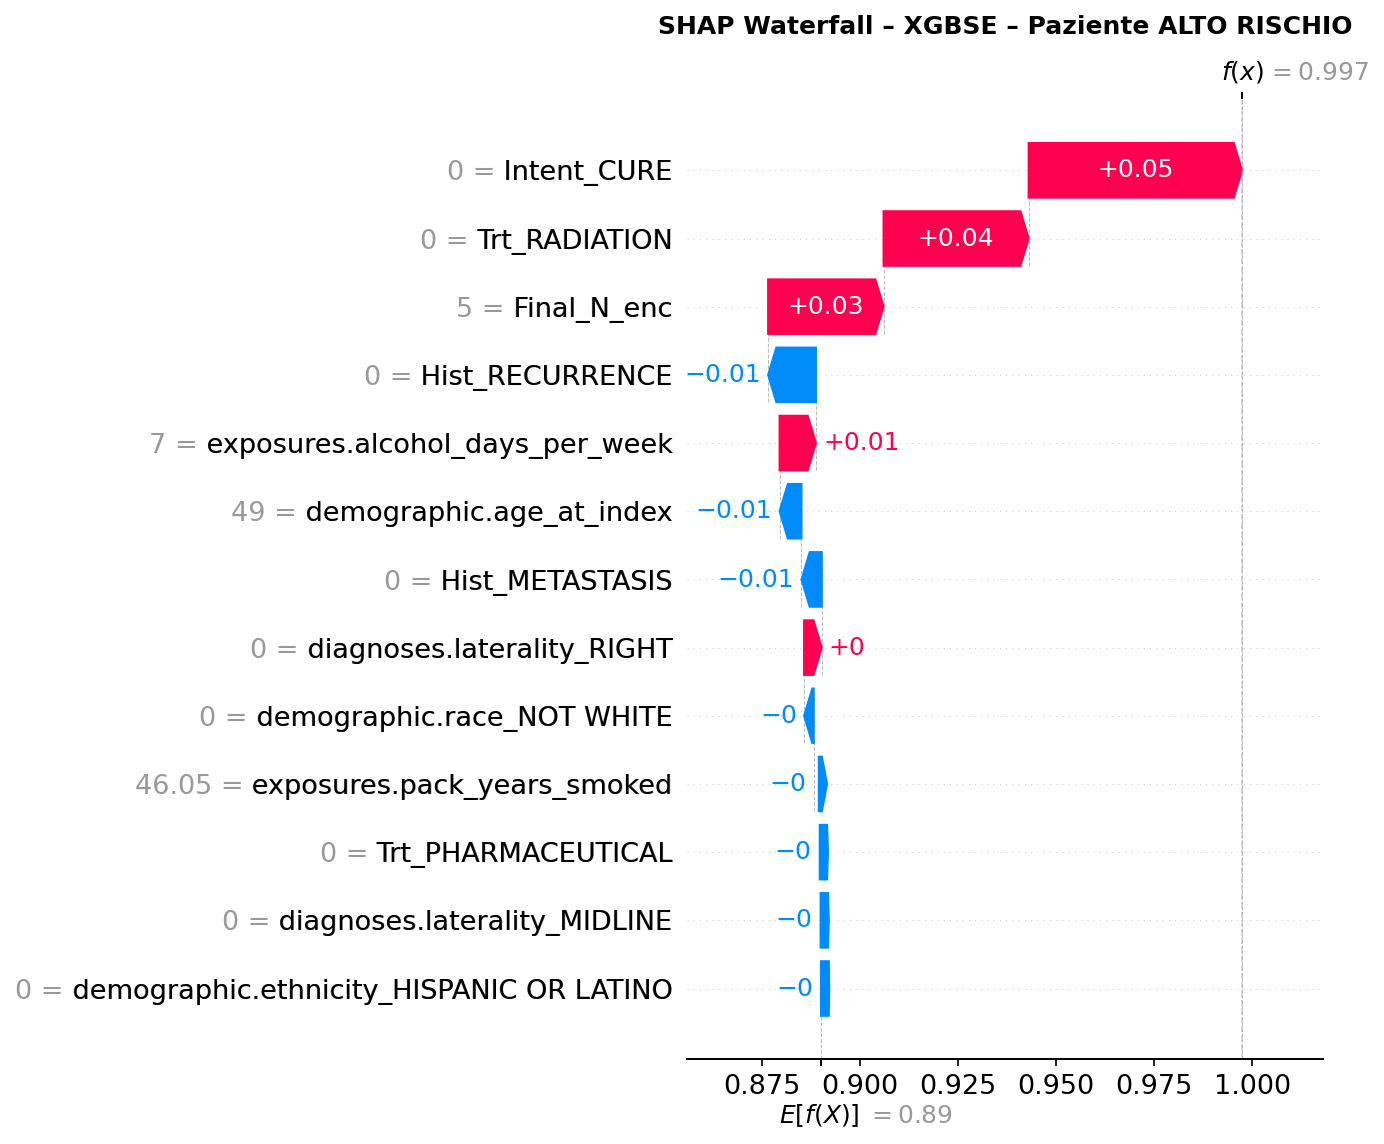 SHAP Waterfall – XGBSE – Paziente ALTO RISCHIO
f(x) = 0.997
0 = Intent_CURE +0.05
0 = Trt_RADIATION +0.04
5 = Final_N_enc +0.03
0 = Hist_RECURRENCE −0.01
7 = exposures.alcohol_days_per_week +0.01
49 = demographic.age_at_index −0.01
0 = Hist_METASTASIS −0.01
0 = diagnoses.laterality_RIGHT +0
0 = demographic.race_NOT WHITE −0
46.05 = exposures.pack_years_smoked −0
0 = Trt_PHARMACEUTICAL −0
0 = diagnoses.laterality_MIDLINE −0
0 = demographic.ethnicity_HISPANIC OR LATINO −0
0.875 0.900 0.925 0.950 0.975 1.000
E[f(X)] = 0.89